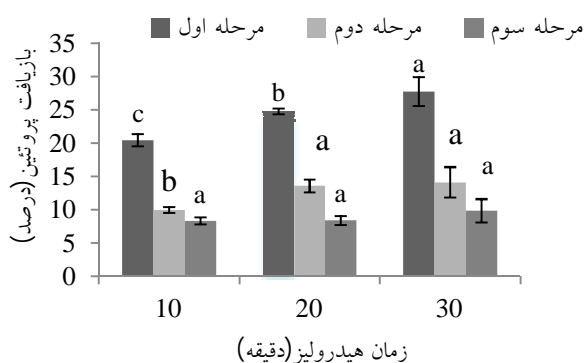 مرحله اول مرحله دوم مرحله سوم
بازیافت پروتئین(درصد)
35
30
25
20
15
10
5
0
c b a
b a a
a a a
10 20 30
زمان هیدرولیز(دقیقه)